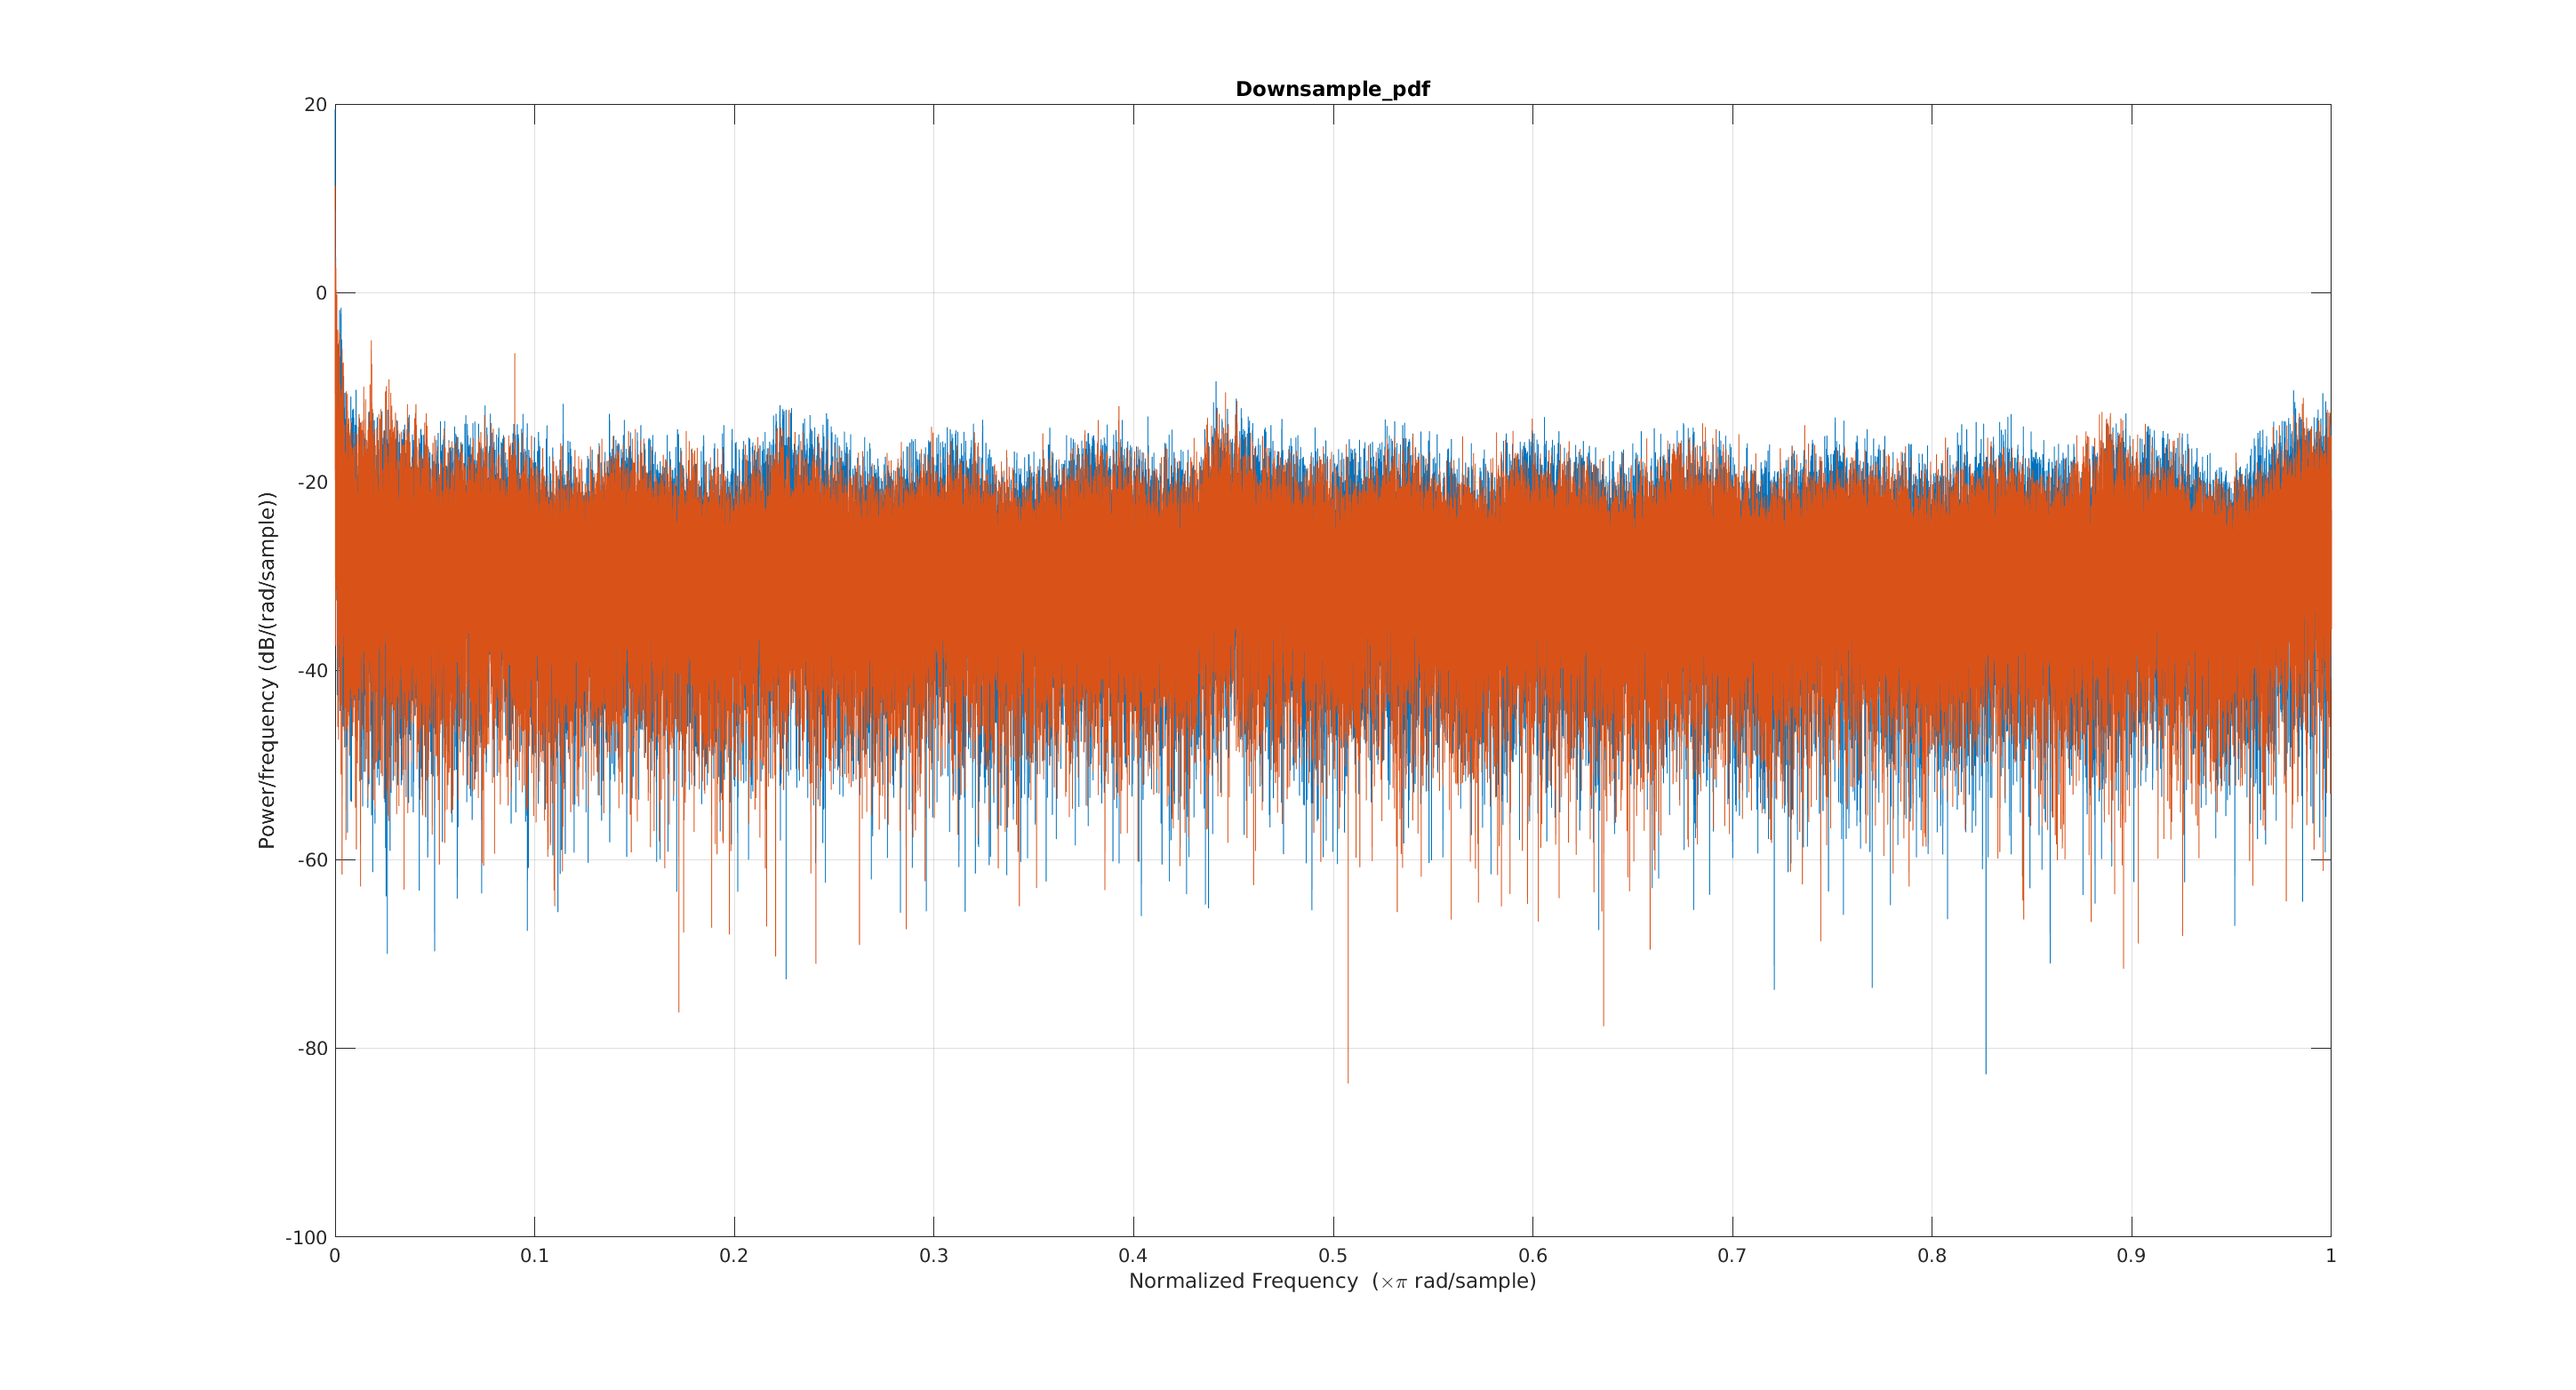 Downsample_pdf
20
0
-20
-40
-60
-80
-100
Power/frequency (dB/(rad/sample))
0 0.1 0.2 0.3 0.4 0.5 0.6 0.7 0.8 0.9 1
Normalized Frequency (×π rad/sample)